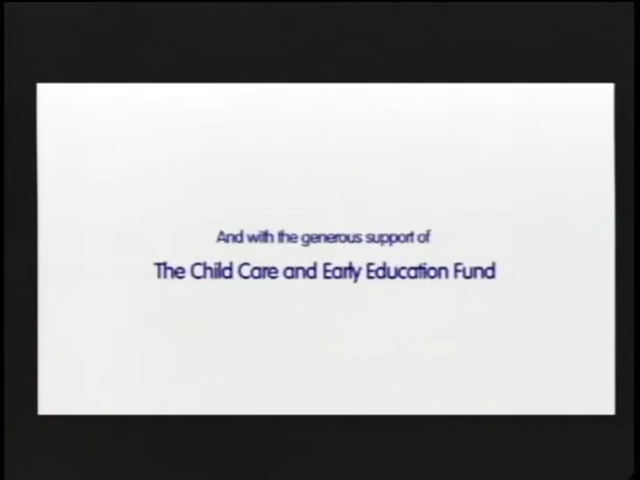 And with the generous support of
The Child Care and Early Education Fund